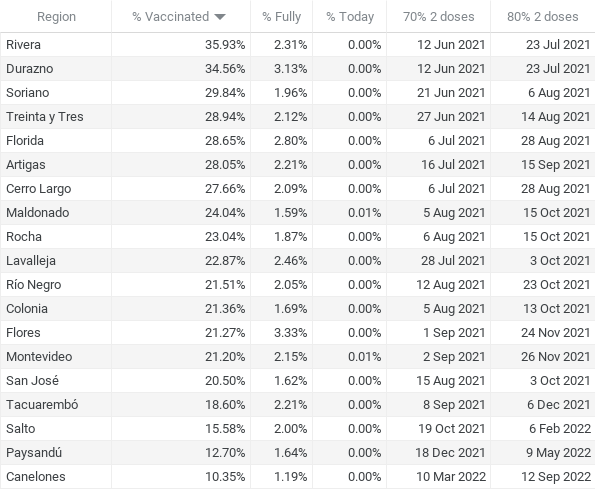 Region % Vaccinated % Fully % Today 70% 2 doses 80% 2 doses
Rivera 35.93% 2.31% 0.00% 12 Jun 2021 23 Jul 2021
Durazno 34.56% 3.13% 0.00% 12 Jun 2021 23 Jul 2021
Soriano 29.84% 1.96% 0.00% 21 Jun 2021 6 Aug 2021
Treinta y Tres 28.94% 2.12% 0.00% 27 Jun 2021 14 Aug 2021
Florida 28.65% 2.80% 0.00% 6 Jul 2021 28 Aug 2021
Artigas 28.05% 2.21% 0.00% 16 Jul 2021 15 Sep 2021
Cerro Largo 27.66% 2.09% 0.00% 6 Jul 2021 28 Aug 2021
Maldonado 24.04% 1.59% 0.01% 5 Aug 2021 15 Oct 2021
Rocha 23.04% 1.87% 0.00% 6 Aug 2021 15 Oct 2021
Lavalleja 22.87% 2.46% 0.00% 28 Jul 2021 3 Oct 2021
Río Negro 21.51% 2.05% 0.00% 12 Aug 2021 23 Oct 2021
Colonia 21.36% 1.69% 0.00% 5 Aug 2021 13 Oct 2021
Flores 21.27% 3.33% 0.00% 1 Sep 2021 24 Nov 2021
Montevideo 21.20% 2.15% 0.01% 2 Sep 2021 26 Nov 2021
San José 20.50% 1.62% 0.00% 15 Aug 2021 3 Oct 2021
Tacuarembó 18.60% 2.21% 0.00% 8 Sep 2021 6 Dec 2021
Salto 15.58% 2.00% 0.00% 19 Oct 2021 6 Feb 2022
Paysandú 12.70% 1.64% 0.00% 18 Dec 2021 9 May 2022
Canelones 10.35% 1.19% 0.00% 10 Mar 2022 12 Sep 2022